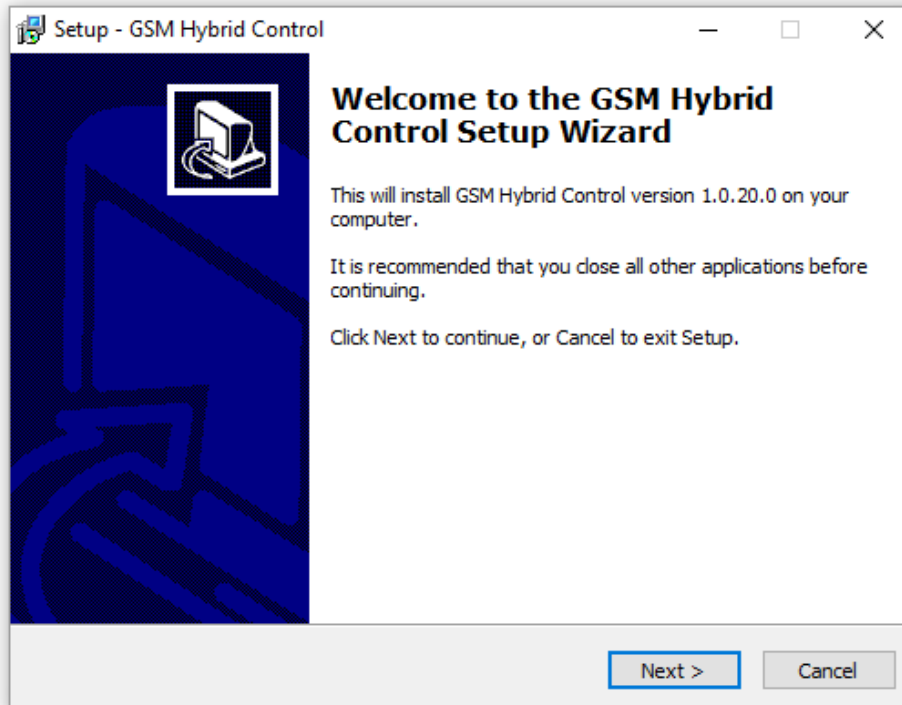 Setup - GSM Hybrid Control
Welcome to the GSM Hybrid
Control Setup Wizard
This will install GSM Hybrid Control version 1.0.20.0 on your
computer.
It is recommended that you close all other applications before
continuing.
Click Next to continue, or Cancel to exit Setup.
Next >
Cancel